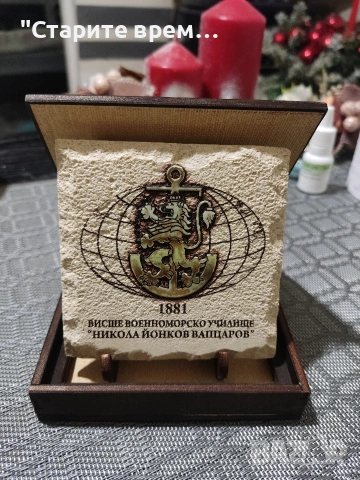 "Старите врем...
1881
ВИСШЕ ВОЕННОМОРСКО УЧИЛИЩЕ
"НИКОЛА ЙОНКОВ ВАПЦАРОВ"